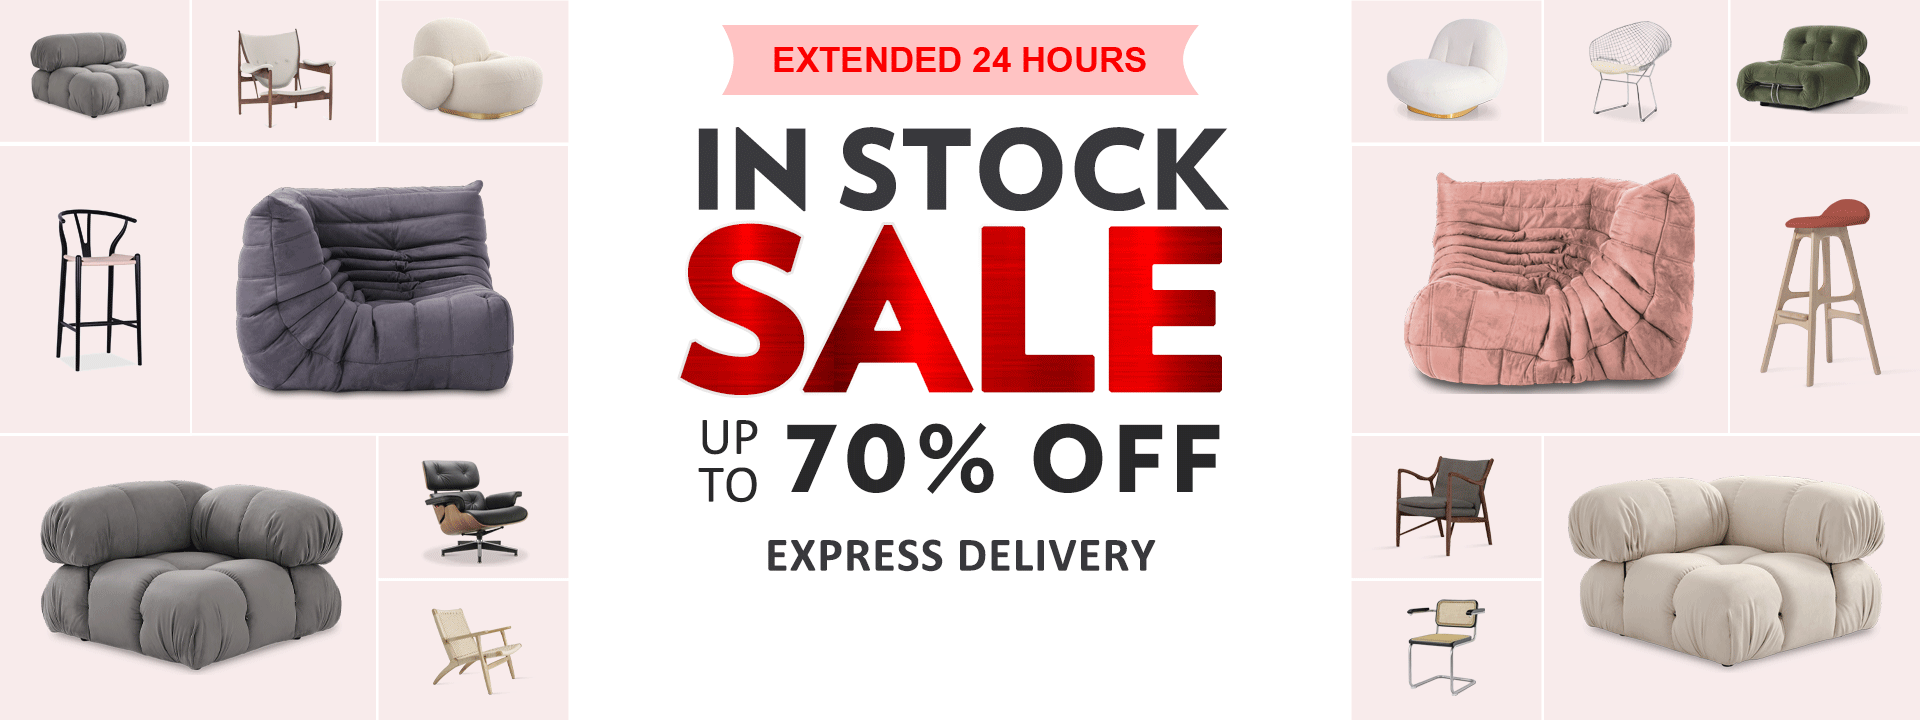 EXTENDED 24 HOURS
IN STOCK
SALE
UP TO 70% OFF
EXPRESS DELIVERY